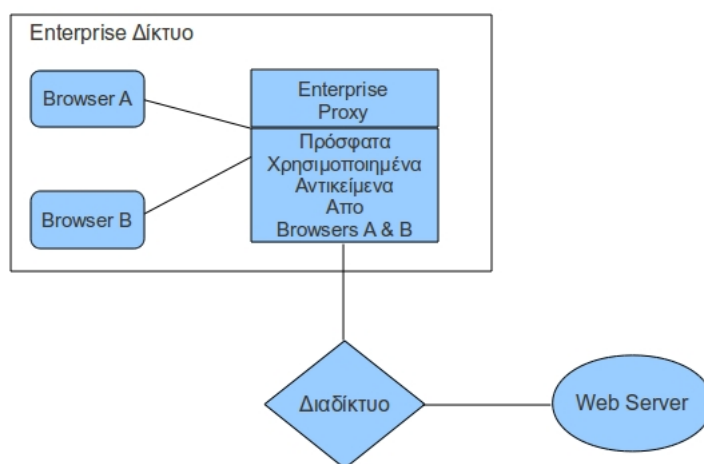 Enterprise Δίκτυο
Browser A
Enterprise
Proxy
Πρόσφατα
Χρησιμοποιημένα
Αντικείμενα
Απο
Browsers A & B
Browser B
Διαδίκτυο
Web Server